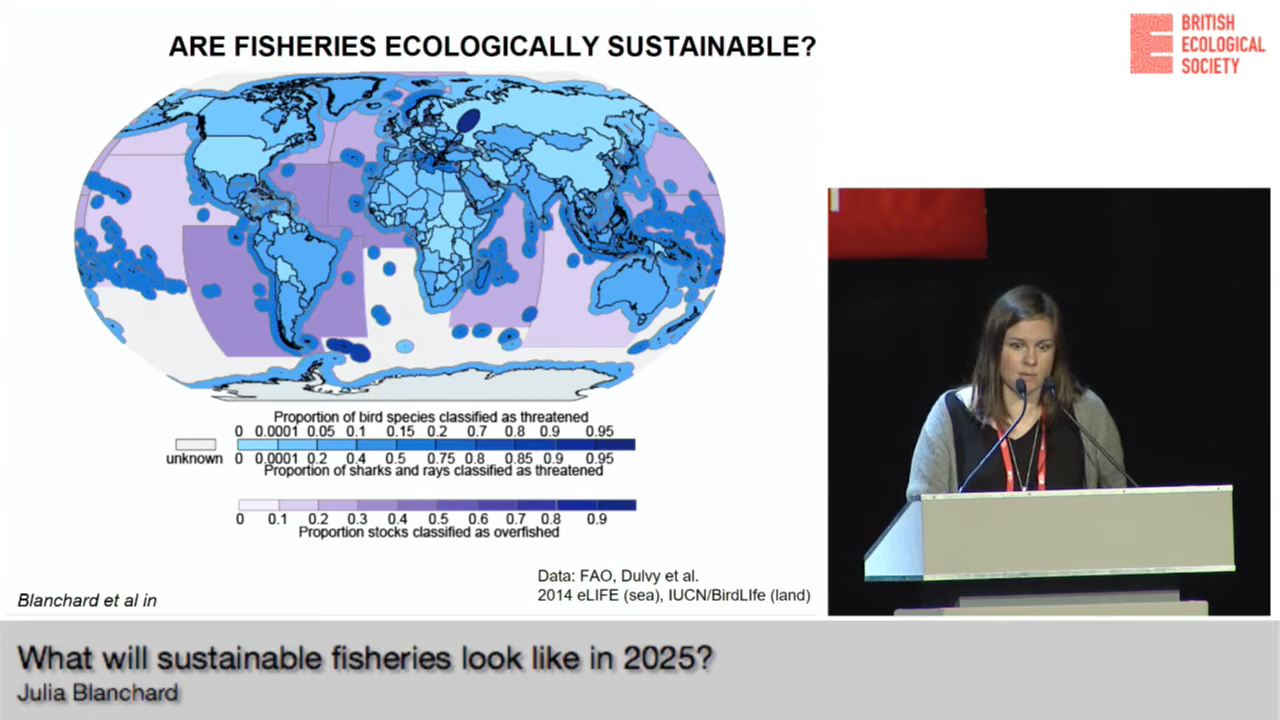 ARE FISHERIES ECOLOGICALLY SUSTAINABLE?
BRITISH
ECOLOGICAL
SOCIETY
Proportion of bird species classified as threatened
0 0.0001 0.05 0.1 0.15 0.2 0.7 0.8 0.9 0.95
unknown 0 0.0001 0.2 0.4 0.5 0.75 0.8 0.85 0.9 0.95
Proportion of sharks and rays classified as threatened
0 0.1 0.2 0.3 0.4 0.5 0.6 0.7 0.8 0.9
Proportion stocks classified as overfished
Data: FAO, Dulvy et al.
2014 eLIFE (sea), IUCN/BirdLIfe (land)
Blanchard et al in
What will sustainable fisheries look like in 2025?
Julia Blanchard